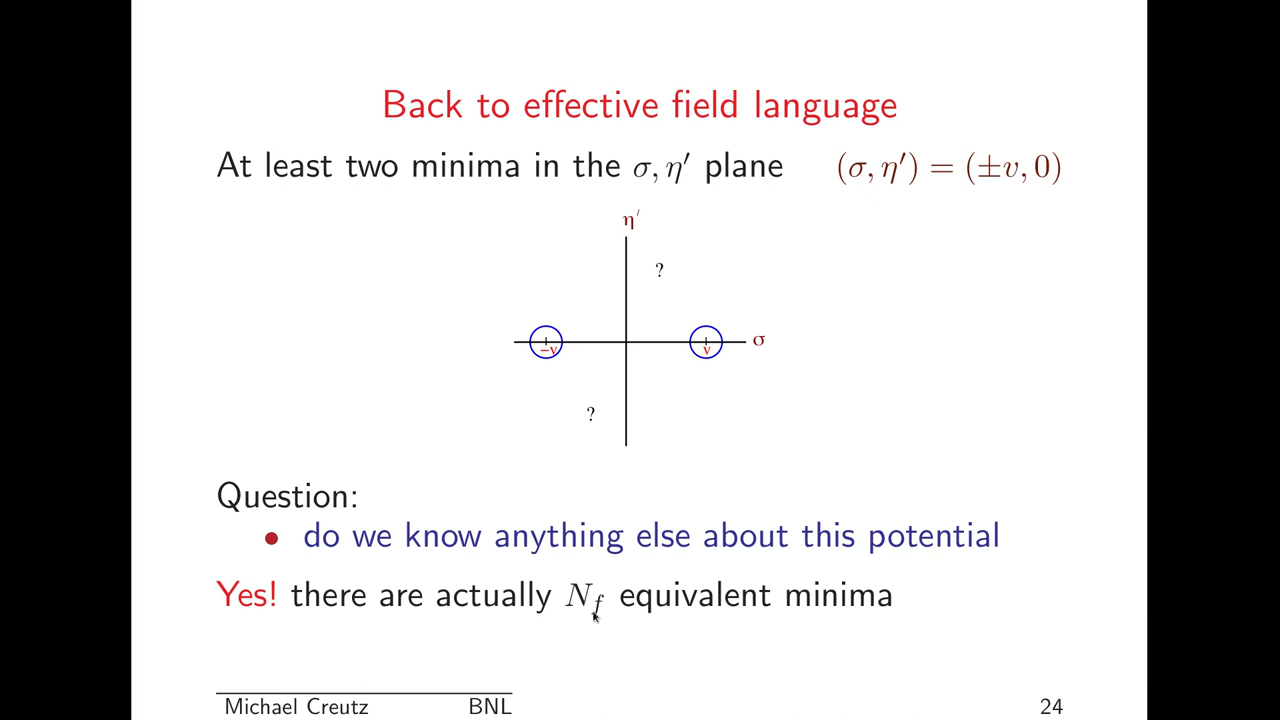 Back to effective field language
At least two minima in the σ, η′ plane (σ, η′) = (±v, 0)
η′
?
−v
v
σ
?
Question:
• do we know anything else about this potential
Yes! there are actually N_f equivalent minima
Michael Creutz BNL 24